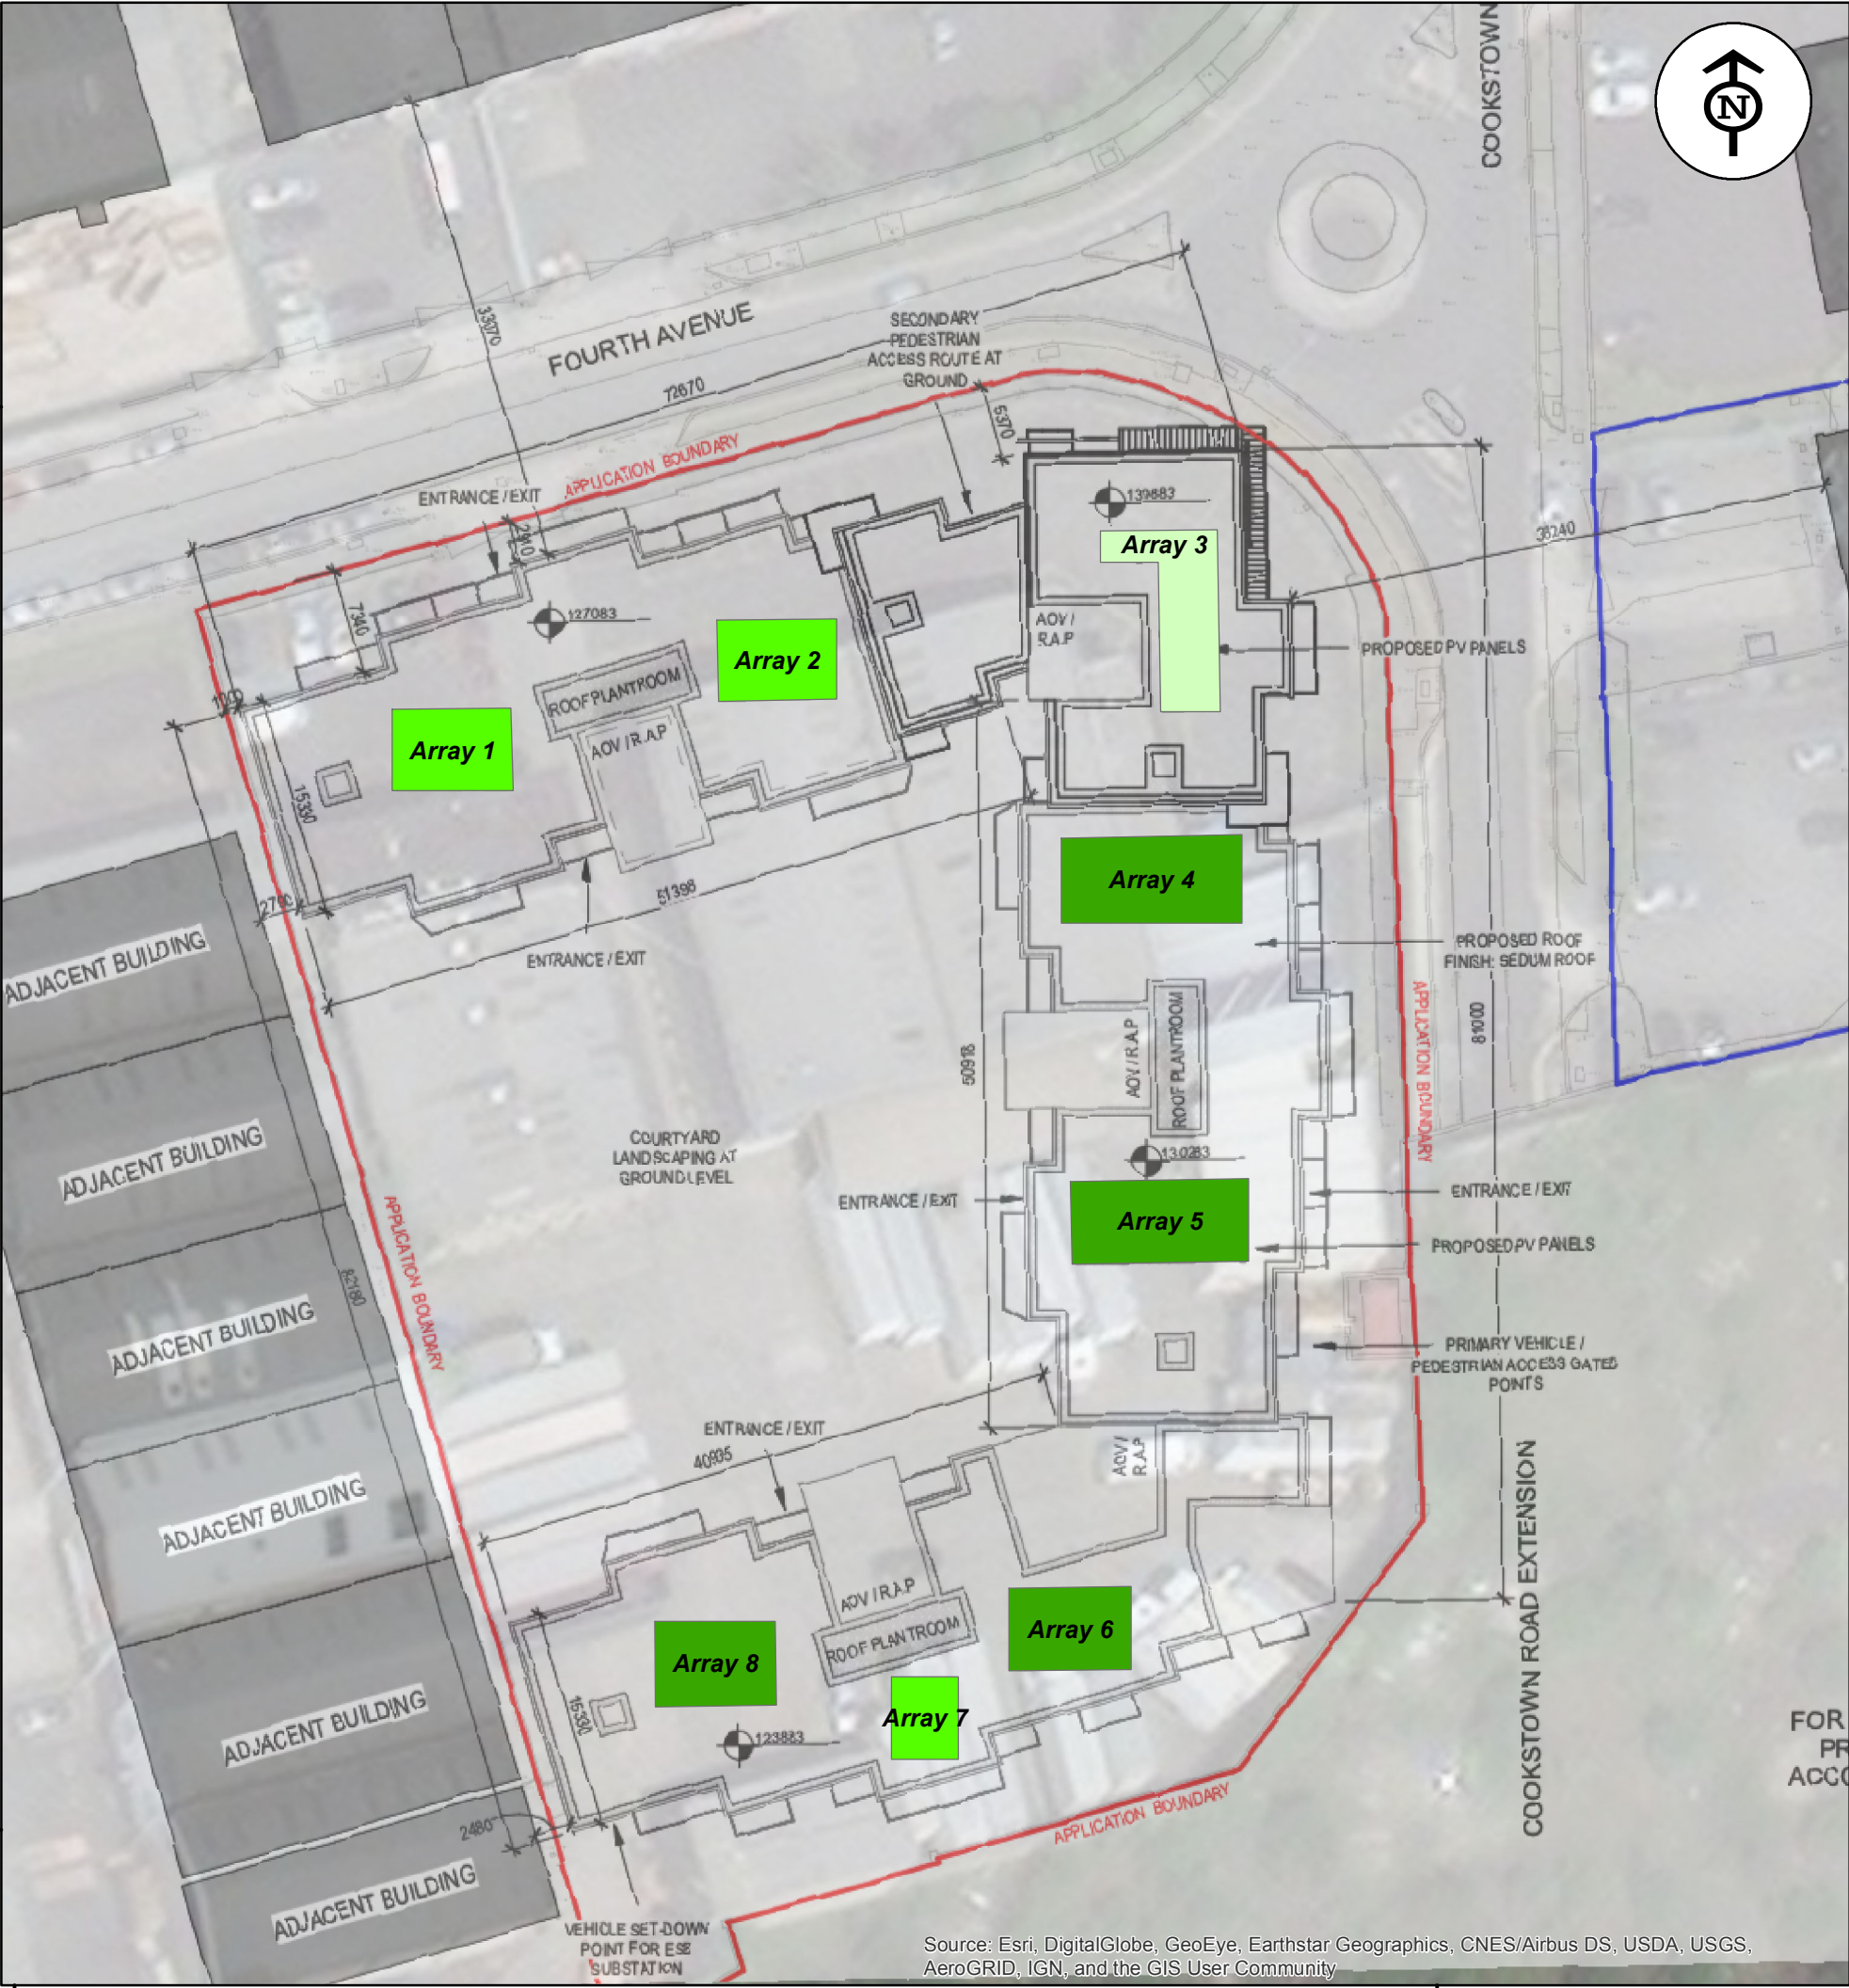 COOKSTOWN
N
33070
FOURTH AVENUE
72670
SECONDARY
PEDESTRIAN
ACCESS ROUTE AT
GROUND
5370
APPLICATION BOUNDARY
ENTRANCE / EXIT
139883
38240
Array 3
7340
127083
AOV /
R.A.P
PROPOSED PV PANELS
Array 2
ROOF PLANTROOM
AOV / R.A.P
Array 1
15330
51398
ENTRANCE / EXIT
Array 4
PROPOSED ROOF
FINISH: SEDUM ROOF
ADJACENT BUILDING
APPLICATION BOUNDARY
81000
AOV / R.A.P
ROOF PLANTROOM
50918
COURTYARD
LANDSCAPING AT
GROUND LEVEL
ADJACENT BUILDING
130283
ENTRANCE / EXIT
ENTRANCE / EXIT
Array 5
PROPOSED PV PANELS
APPLICATION BOUNDARY
82180
ADJACENT BUILDING
PRIMARY VEHICLE /
PEDESTRIAN ACCESS GATED
POINTS
ENTRANCE / EXIT
40935
AOV /
R.A.P
ADJACENT BUILDING
COOKSTOWN ROAD EXTENSION
AOV / R.A.P
ROOF PLANTROOM
Array 6
Array 8
15330
Array 7
123883
ADJACENT BUILDING
FOR
PR
ACCO
APPLICATION BOUNDARY
2480
ADJACENT BUILDING
VEHICLE SET-DOWN
POINT FOR ESB
SUBSTATION
Source: Esri, DigitalGlobe, GeoEye, Earthstar Geographics, CNES/Airbus DS, USDA, USGS,
AeroGRID, IGN, and the GIS User Community